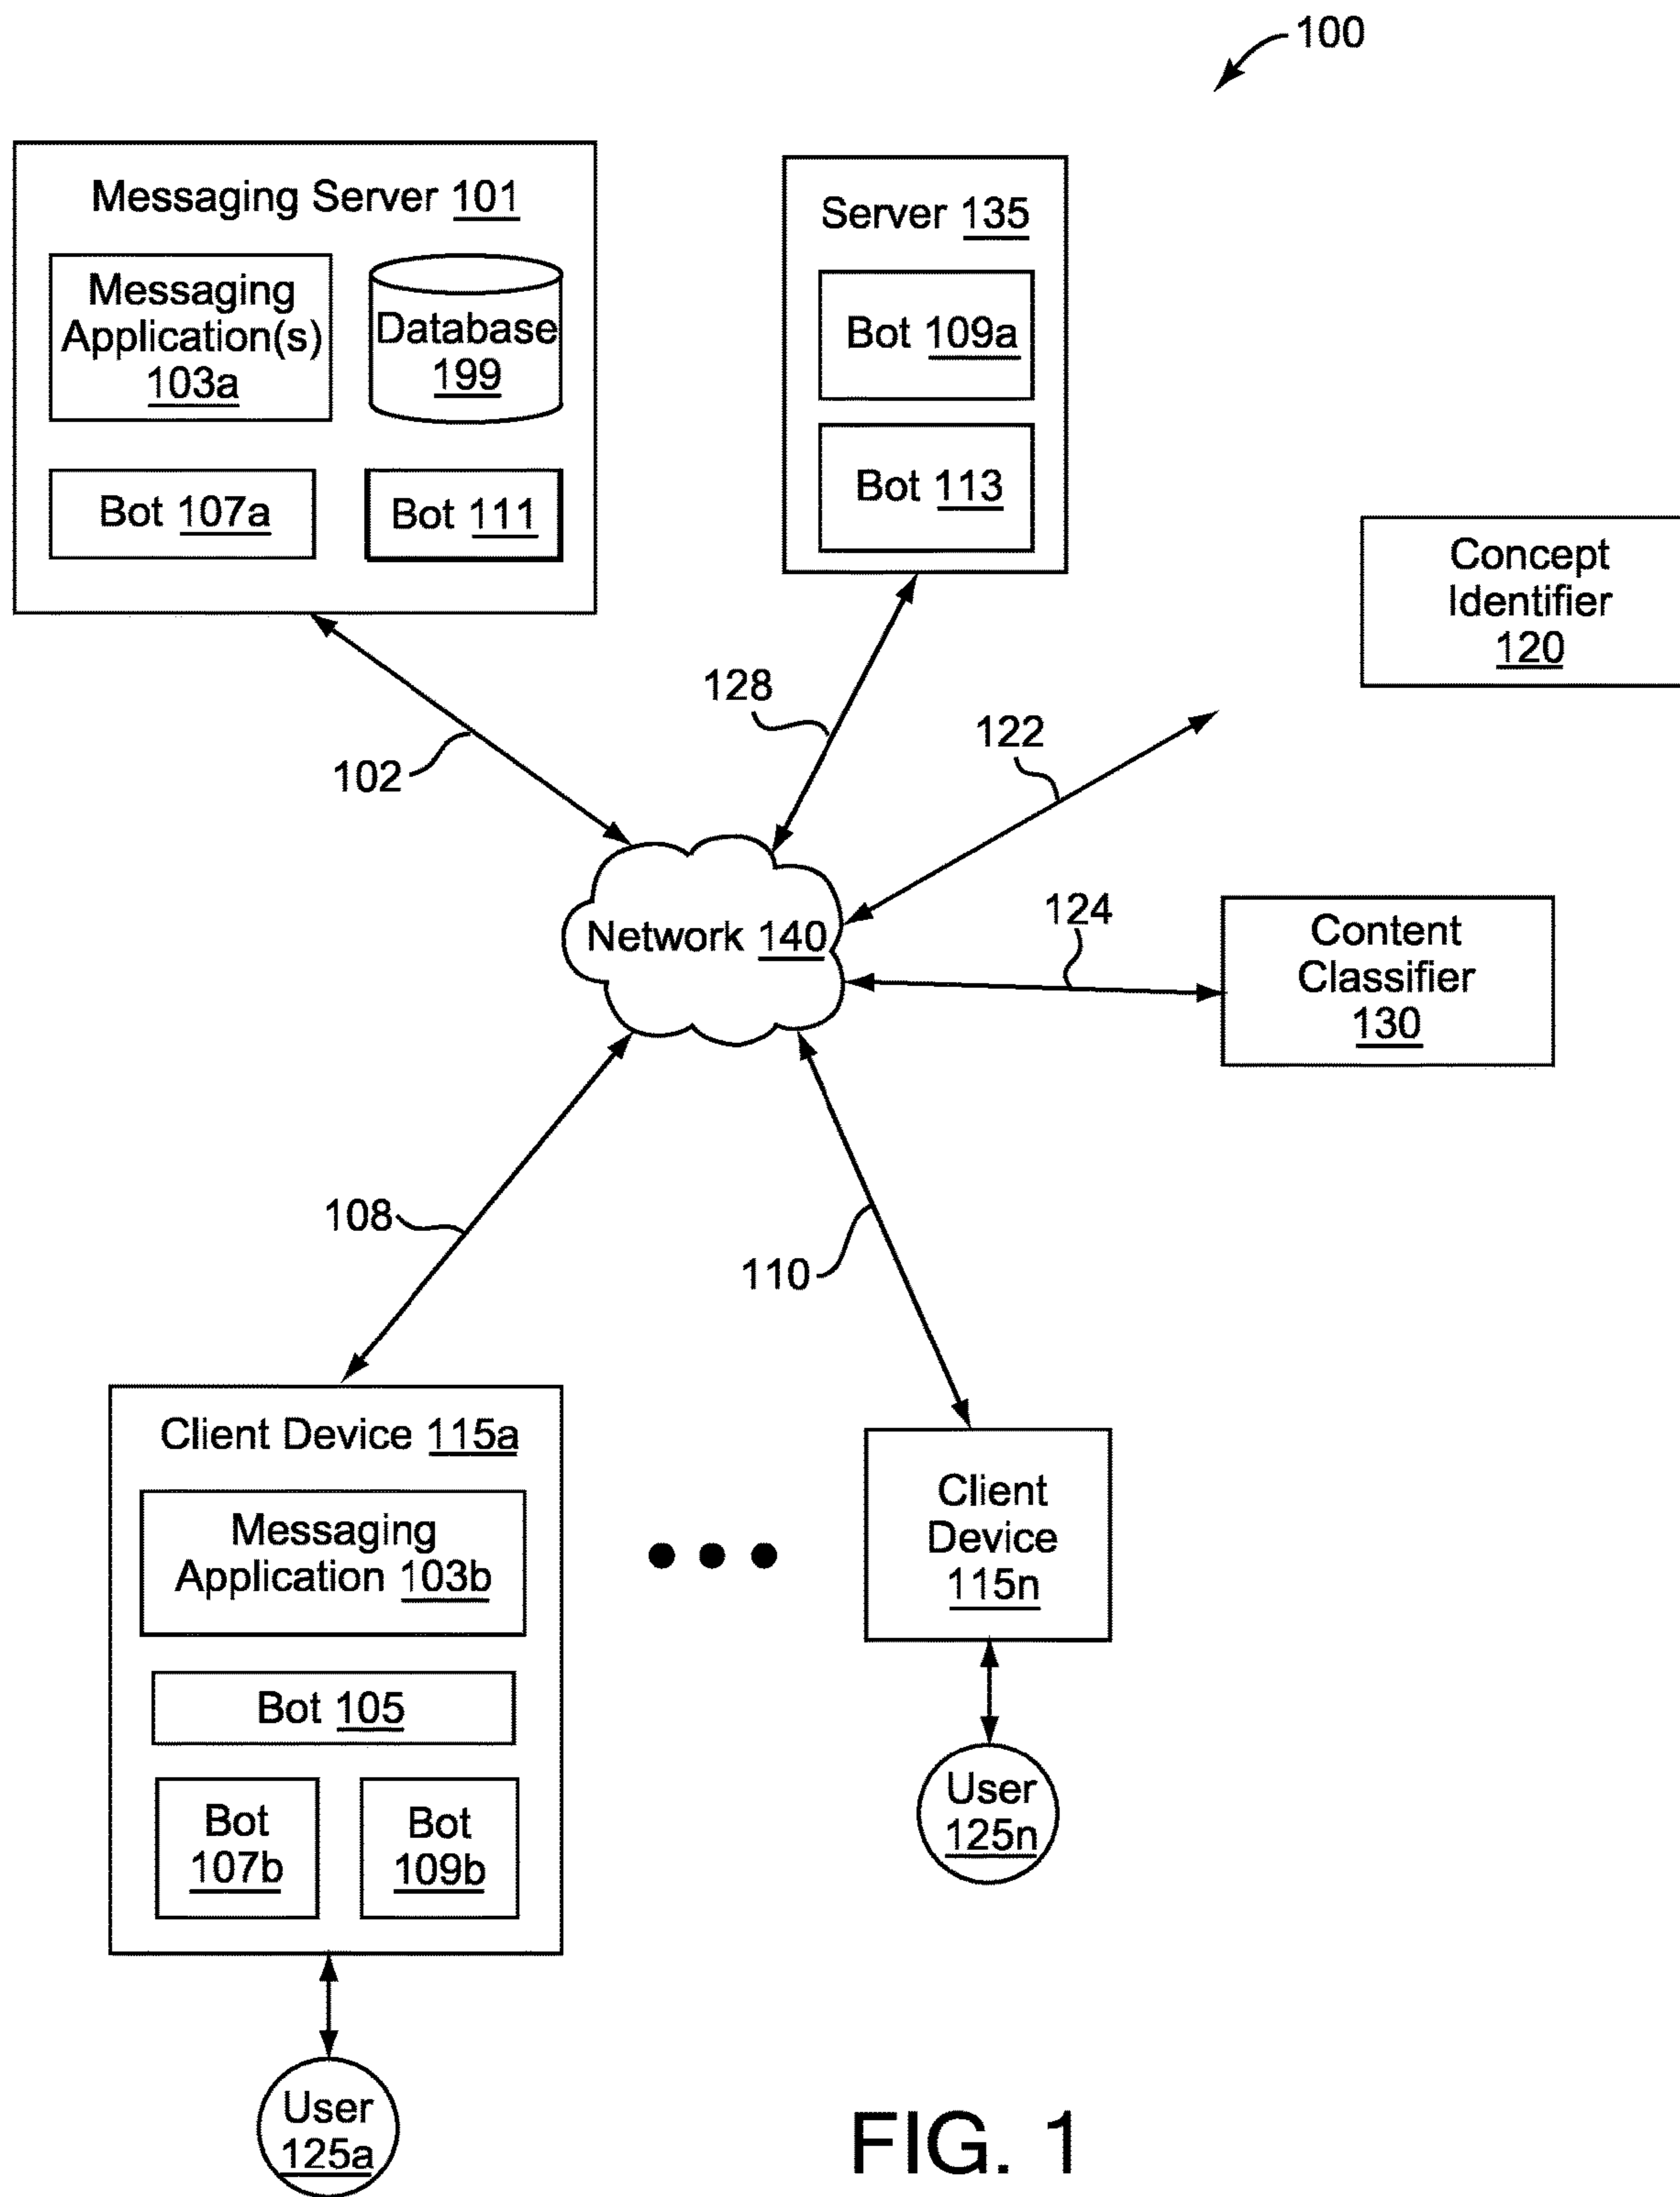 100
Messaging Server 101
Messaging
Application(s)
103a
Database
199
Bot 107a
Bot 111
Server 135
Bot 109a
Bot 113
Concept
Identifier
120
128
122
102
Network 140
124
Content
Classifier
130
108
110
Client Device 115a
Messaging
Application 103b
Bot 105
Bot
107b
Bot
109b
Client
Device
115n
User
125n
User
125a
FIG. 1